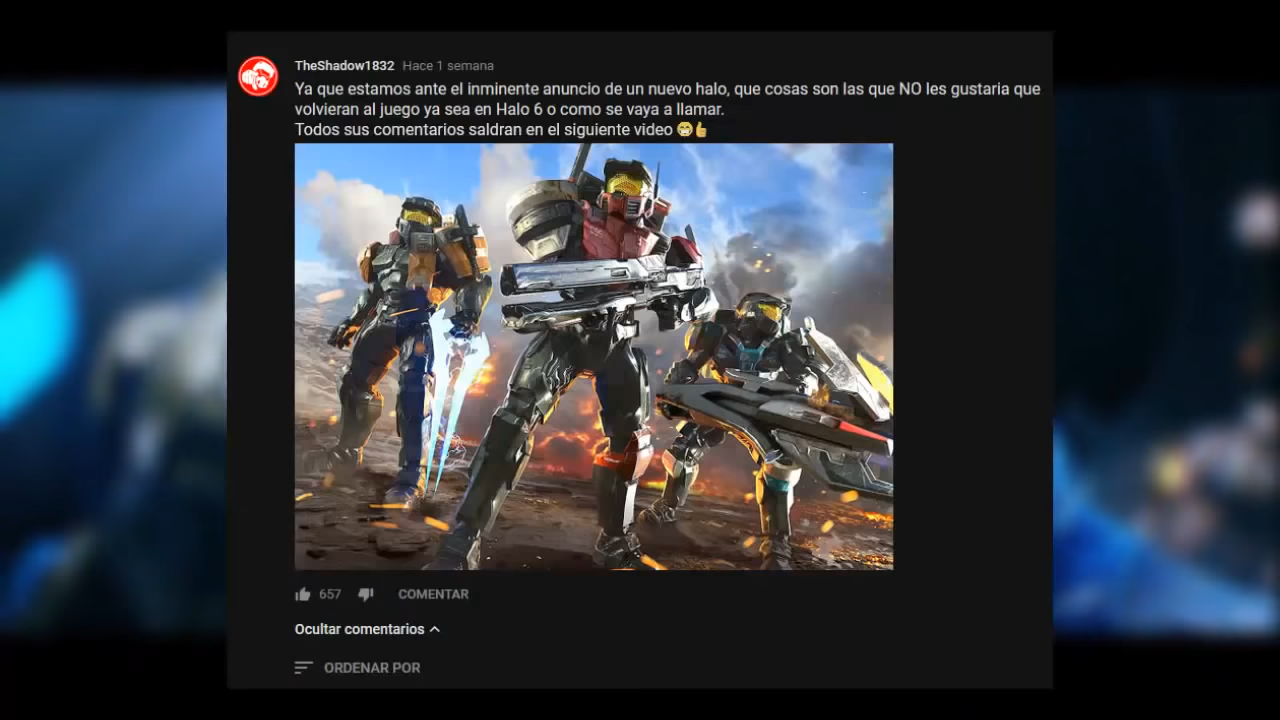 TheShadow1832 Hace 1 semana
Ya que estamos ante el inminente anuncio de un nuevo halo, que cosas son las que NO les gustaria que
volvieran al juego ya sea en Halo 6 o como se vaya a llamar.
Todos sus comentarios saldran en el siguiente video 😁👍
657 COMENTAR
Ocultar comentarios
ORDENAR POR